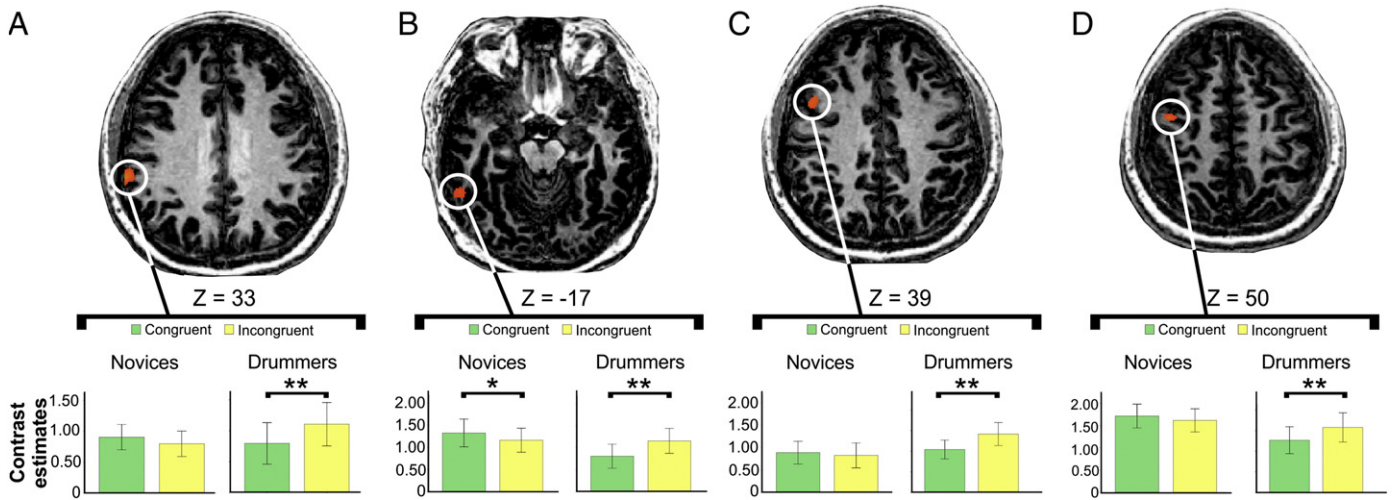 A B C D
Z = 33 Z = -17 Z = 39 Z = 50
Congruent Incongruent Congruent Incongruent Congruent Incongruent Congruent Incongruent
Novices Drummers Novices Drummers Novices Drummers Novices Drummers
** * ** ** **
Contrast
estimates
1.50
1.00
0.50
0
2.00
1.50
1.00
0.50
0
2.00
1.50
1.00
0.50
0
2.00
1.50
1.00
0.50
0